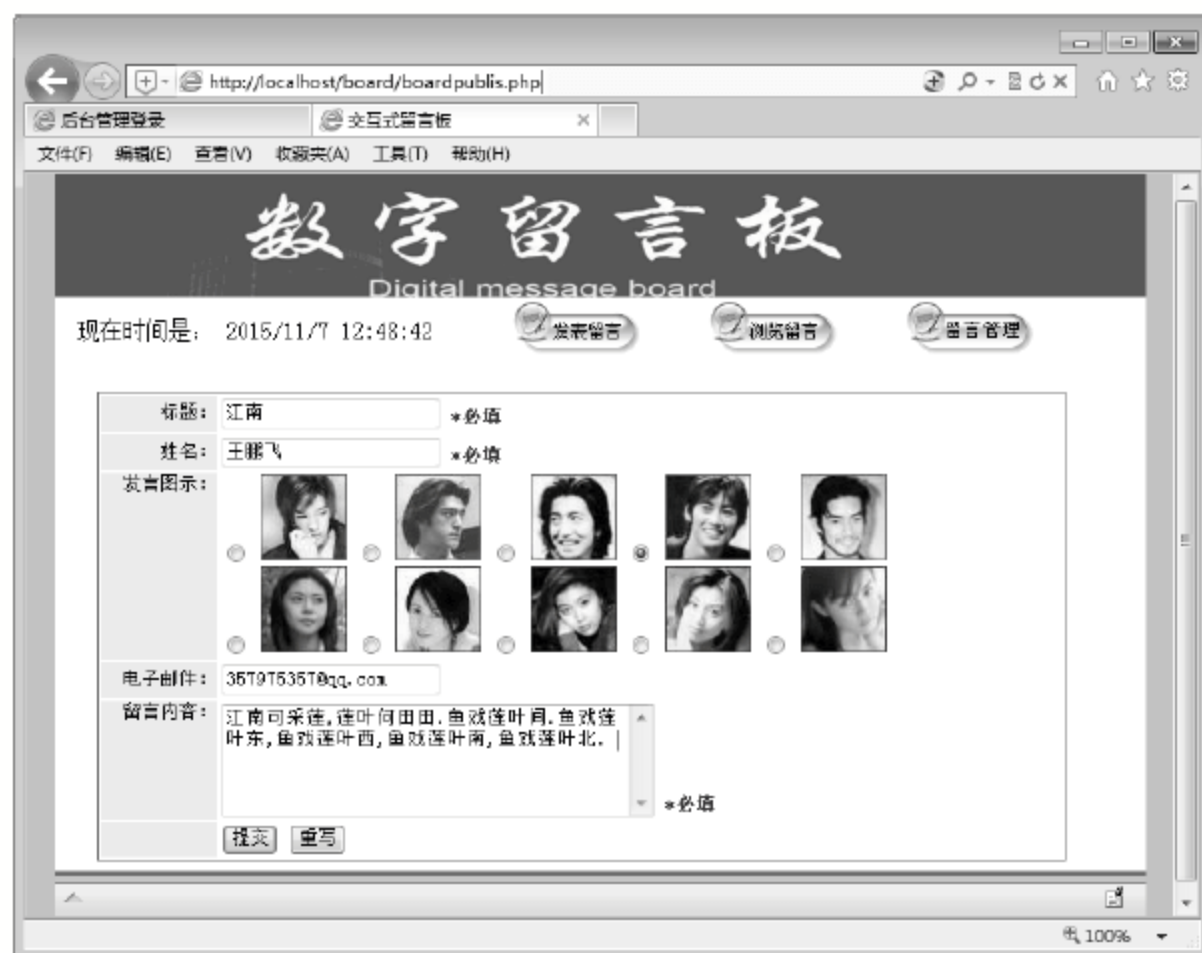 http://localhost/board/boardpublis.php
后台管理登录 交互式留言板
文件(F) 编辑(E) 查看(V) 收藏夹(A) 工具(T) 帮助(H)
数字留言板
Digital message board
现在时间是： 2015/11/7 12:48:42 发表留言 浏览留言 留言管理
标题： 江南 *必填
姓名： 王鹏飞 *必填
发言图示：
电子邮件： 357975357@qq.com
留言内容： 江南可采莲,莲叶何田田.鱼戏莲叶间.鱼戏莲
叶东,鱼戏莲叶西,鱼戏莲叶南,鱼戏莲叶北.
*必填
提交 重写
100%